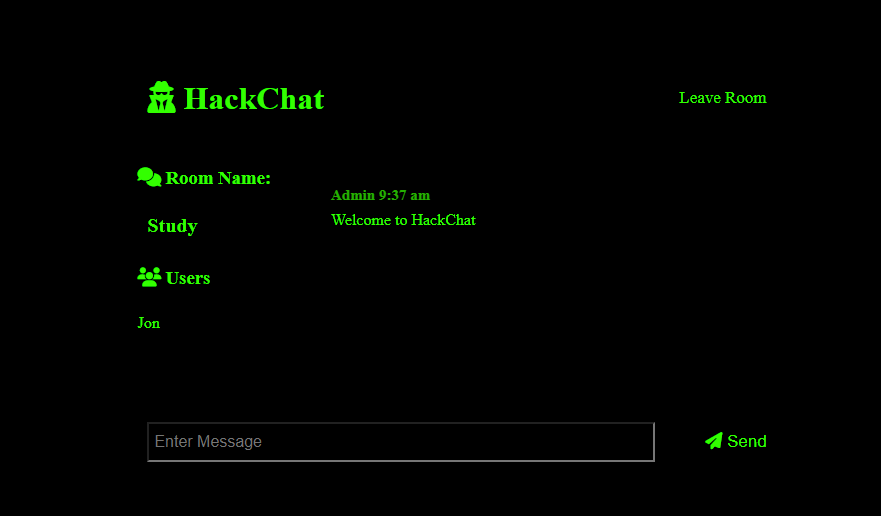 HackChat
Leave Room
Room Name:
Study
Users
Jon
Admin 9:37 am
Welcome to HackChat
Enter Message
Send